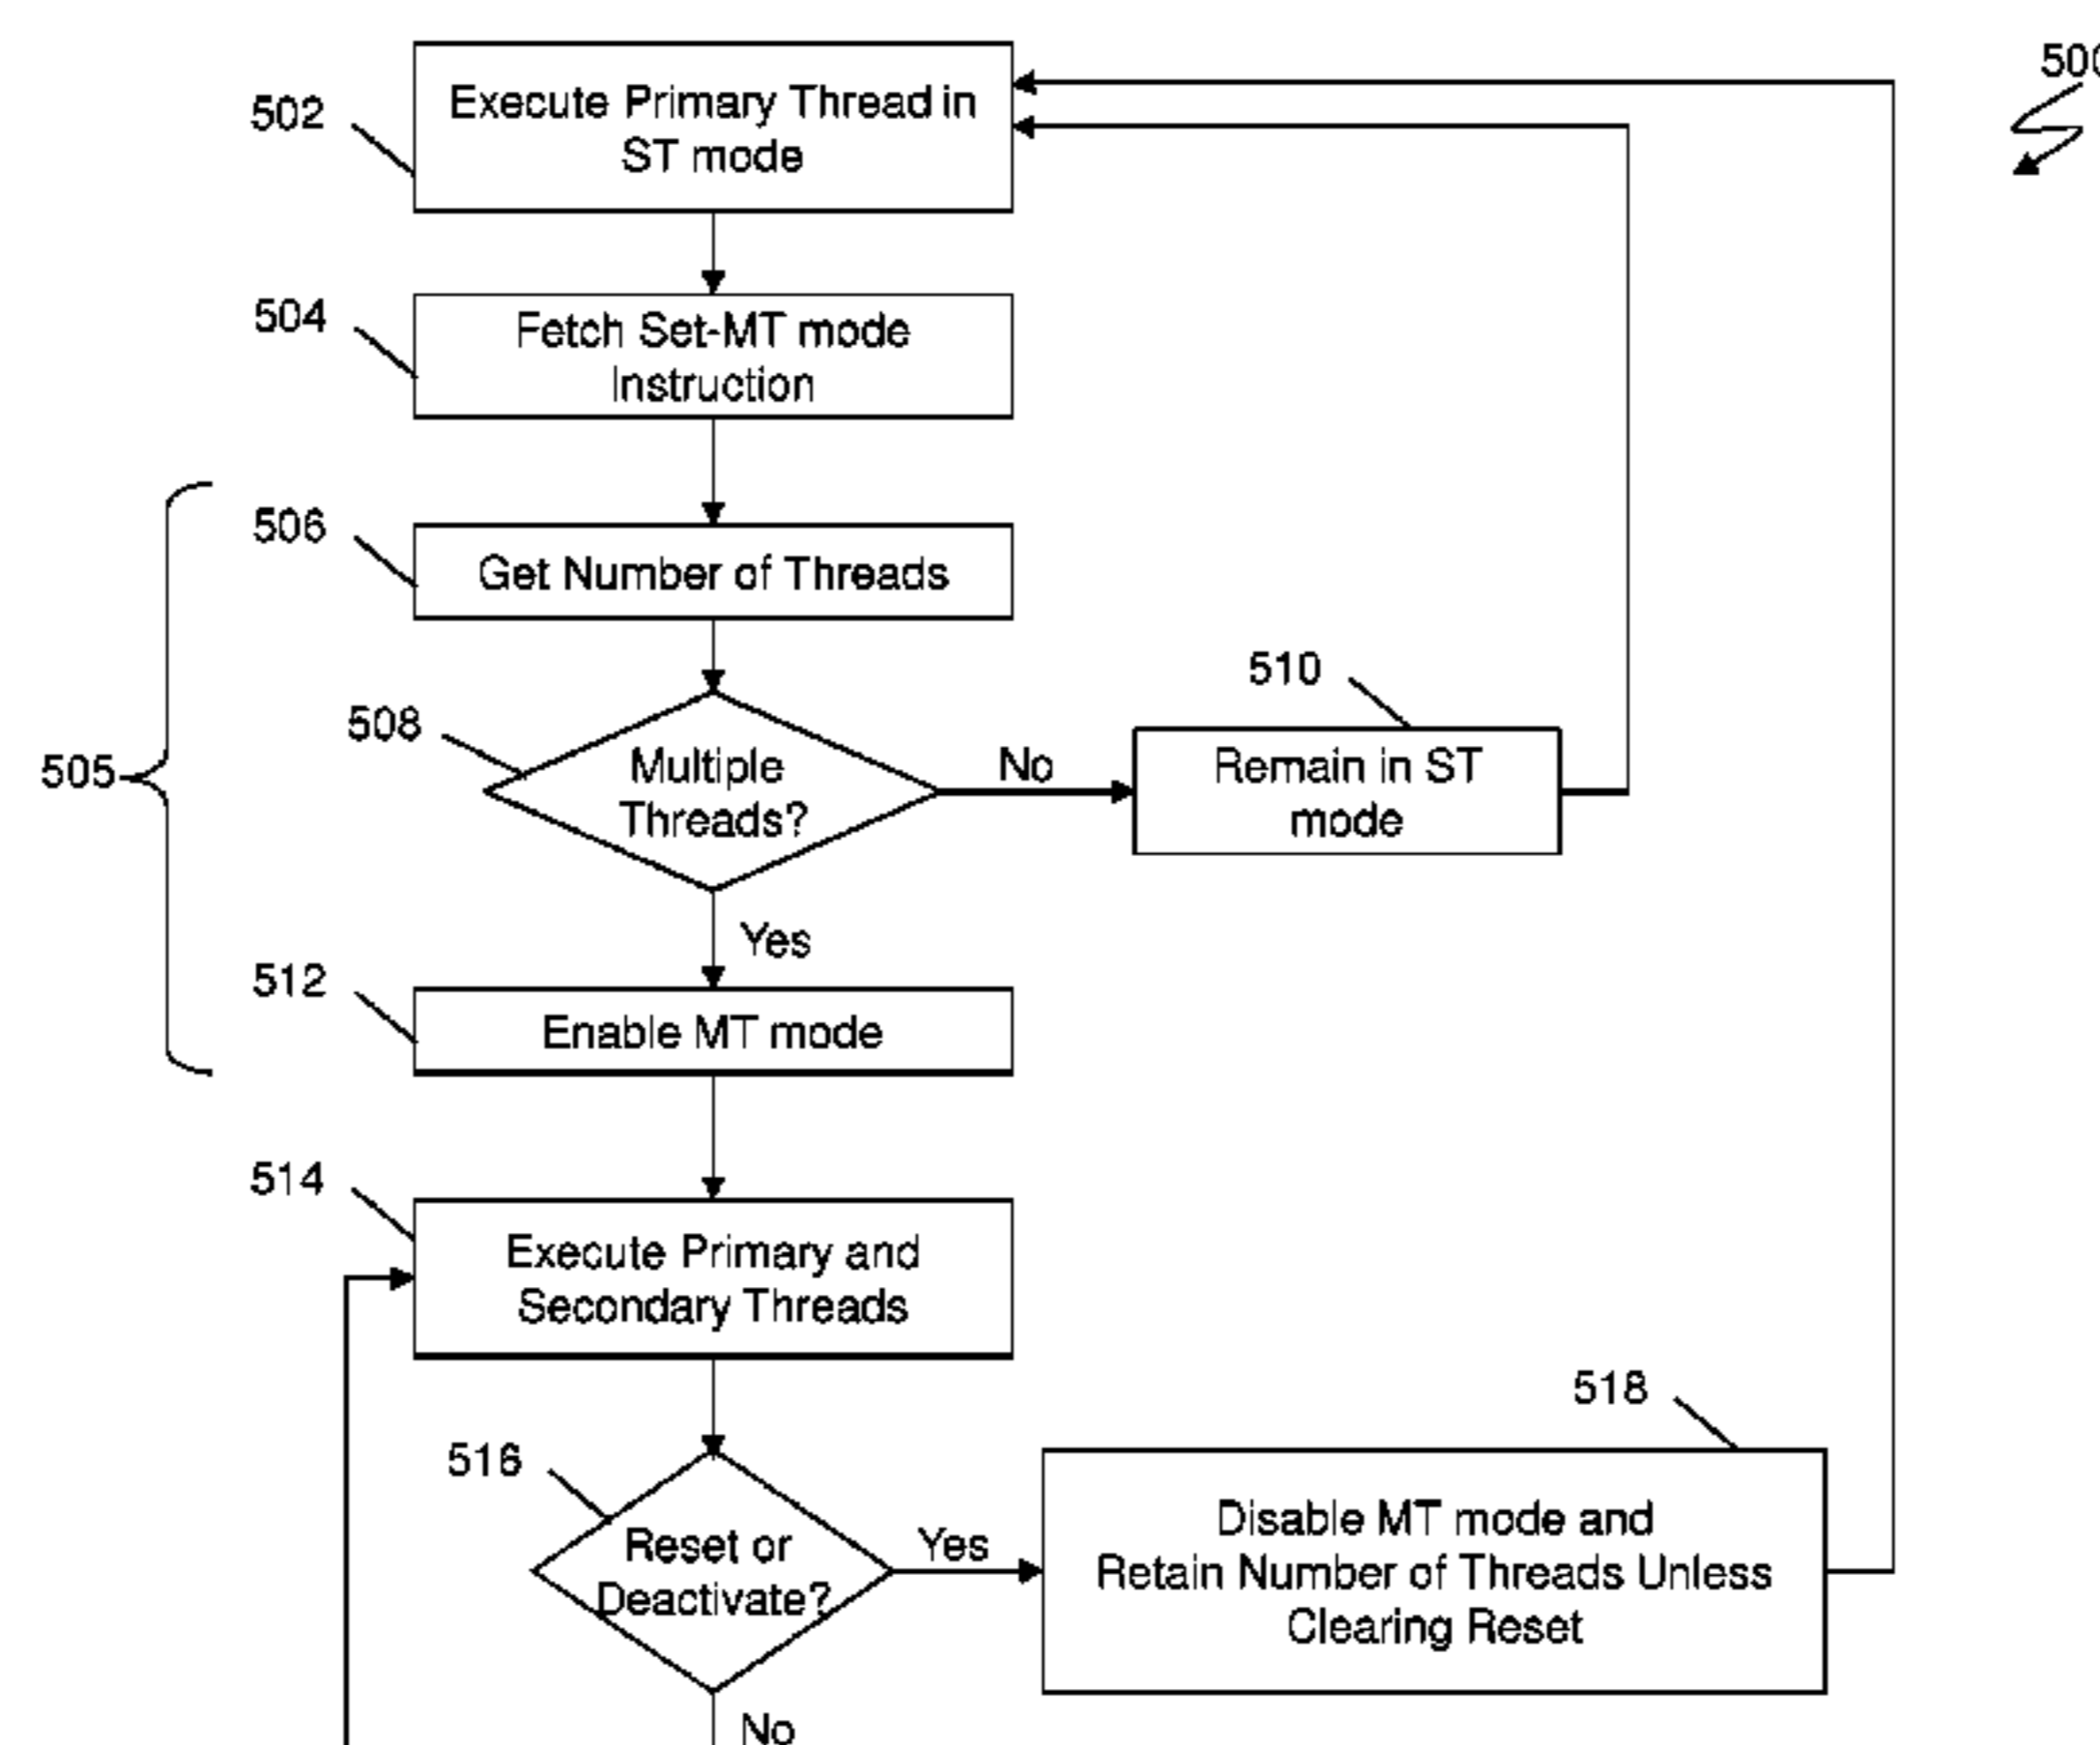 500
502
Execute Primary Thread in
ST mode
504
Fetch Set-MT mode
Instruction
505
506
Get Number of Threads
508
Multiple
Threads?
No
510
Remain in ST
mode
Yes
512
Enable MT mode
514
Execute Primary and
Secondary Threads
516
Reset or
Deactivate?
Yes
518
Disable MT mode and
Retain Number of Threads Unless
Clearing Reset
No